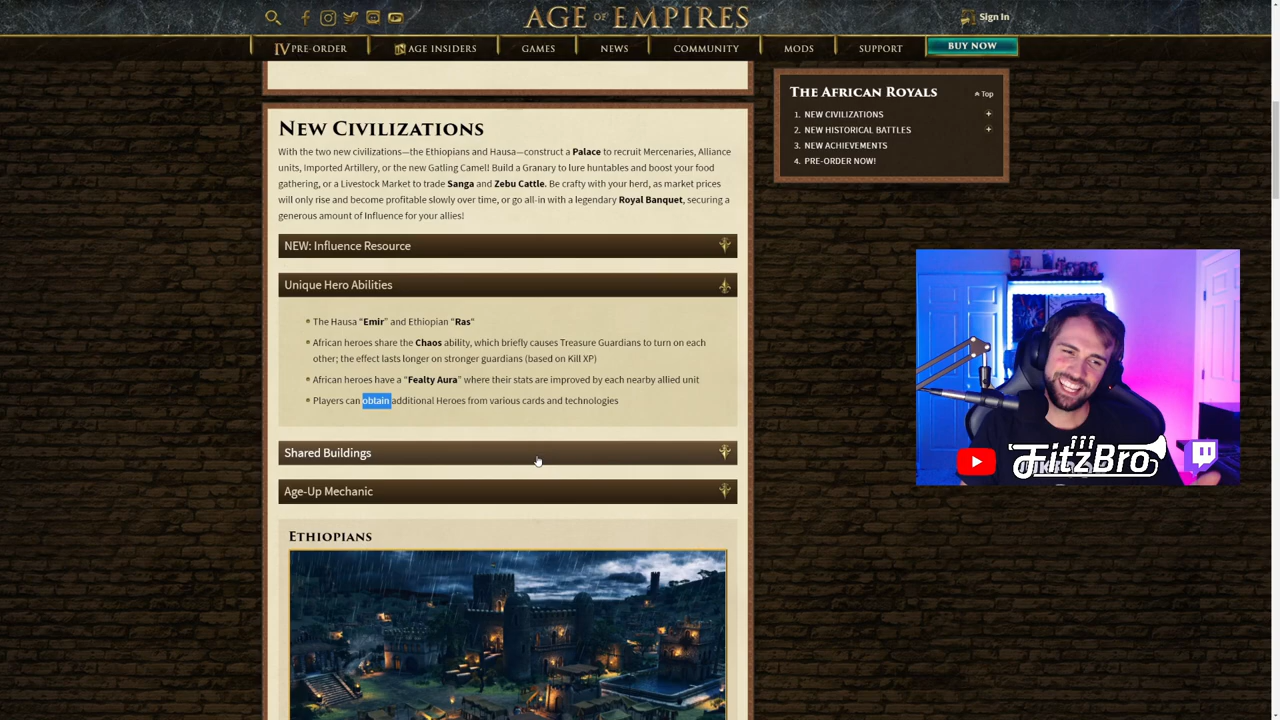 AGE OF EMPIRES
Sign In
IV PRE-ORDER
AGE INSIDERS
GAMES
NEWS
COMMUNITY
MODS
SUPPORT
BUY NOW
NEW CIVILIZATIONS
With the two new civilizations—the Ethiopians and Hausa—construct a Palace to recruit Mercenaries, Alliance
units, Imported Artillery, or the new Gatling Camel! Build a Granary to lure huntables and boost your food
gathering, or a Livestock Market to trade Sanga and Zebu Cattle. Be crafty with your herd, as market prices
will only rise and become profitable slowly over time, or go all-in with a legendary Royal Banquet, securing a
generous amount of Influence for your allies!
NEW: Influence Resource
Unique Hero Abilities
The Hausa "Emir" and Ethiopian "Ras"
African heroes share the Chaos ability, which briefly causes Treasure Guardians to turn on each
other; the effect lasts longer on stronger guardians (based on Kill XP)
African heroes have a "Fealty Aura" where their stats are improved by each nearby allied unit
Players can obtain additional Heroes from various cards and technologies
Shared Buildings
Age-Up Mechanic
ETHIOPIANS
THE AFRICAN ROYALS
Top
1. NEW CIVILIZATIONS +
2. NEW HISTORICAL BATTLES +
3. NEW ACHIEVEMENTS
4. PRE-ORDER NOW!
FitzBro